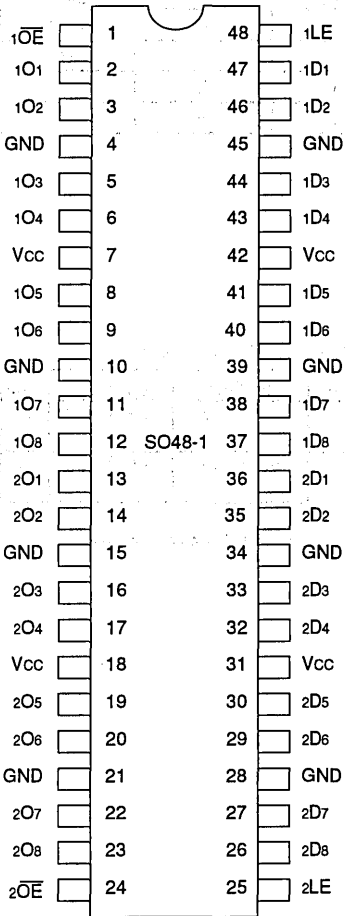 1O̅E̅ 1 48 1LE
1O1 2 47 1D1
1O2 3 46 1D2
GND 4 45 GND
1O3 5 44 1D3
1O4 6 43 1D4
VCC 7 42 VCC
1O5 8 41 1D5
1O6 9 40 1D6
GND 10 39 GND
1O7 11 38 1D7
1O8 12 SO48-1 37 1D8
2O1 13 36 2D1
2O2 14 35 2D2
GND 15 34 GND
2O3 16 33 2D3
2O4 17 32 2D4
VCC 18 31 VCC
2O5 19 30 2D5
2O6 20 29 2D6
GND 21 28 GND
2O7 22 27 2D7
2O8 23 26 2D8
2O̅E̅ 24 25 2LE